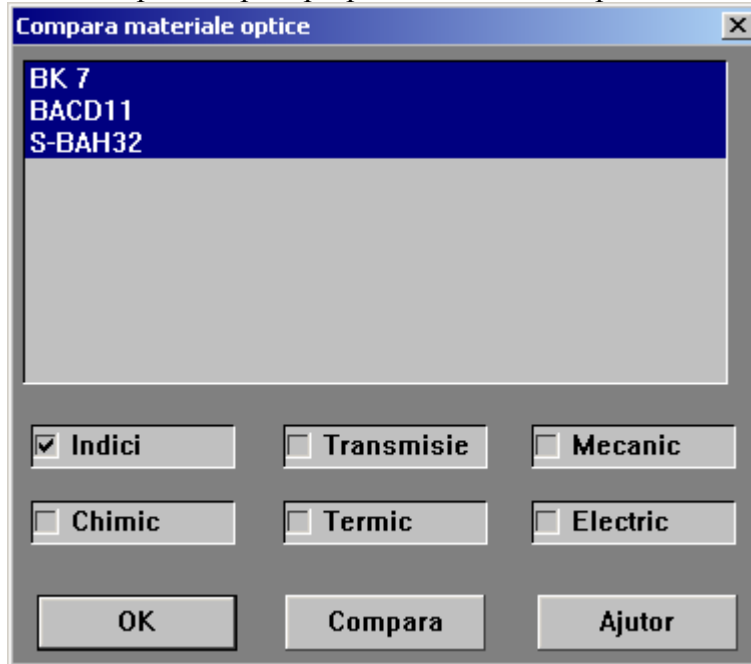 Compara materiale optice
BK 7
BACD11
S-BAH32
Indici Transmisie Mecanic
Chimic Termic Electric
OK Compara Ajutor